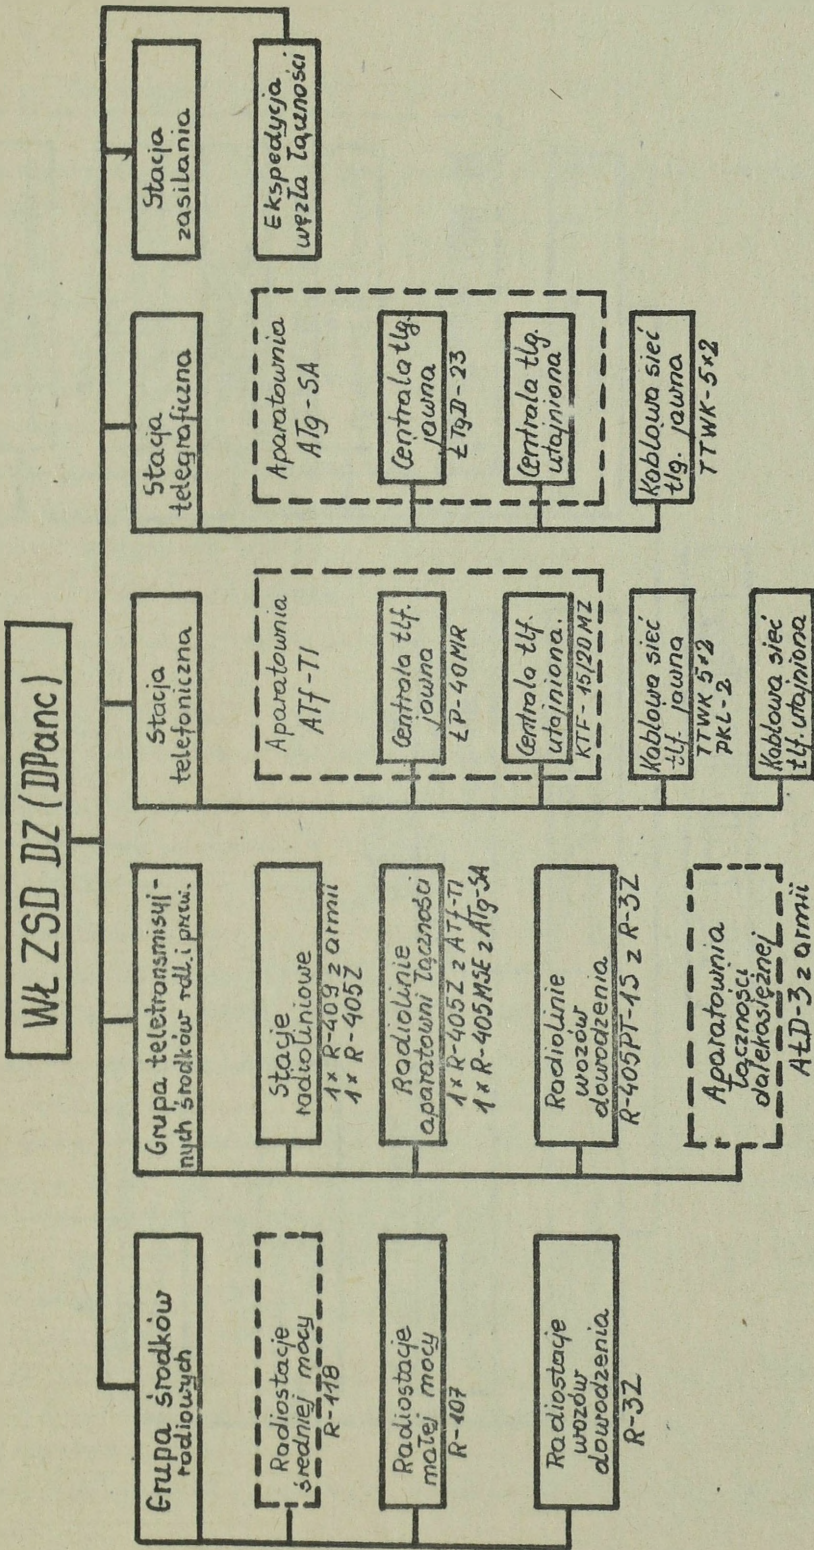 WŁ ZSD DZ (DPanc)
Grupa środków
radiowych
Radiostacje
średniej mocy
R-118
Radiostacje
małej mocy
R-107
Radiostacje
wozów
dowodzenia
R-3Z
Grupa teletransmisyj-
nych środków rdl. i przew.
Stacje
radioliniowe
1× R-409 z armii
1× R-405Z
Radiolinie
aparatowni łączności
1× R-405Z z ATf-TI
1× R-405MSE z ATg-SA
Radiolinie
wozów
dowodzenia
R-405PT-1S z R-3Z
Aparatownia
łączności
dalekosiężnej
AŁD-3 z armii
Stacja
telefoniczna
Aparatownia
ATf-TI
Centrala tlf.
jawna
ŁP-40MR
Centrala tlf.
utajniona.
KTF-15/20MZ
Kablowa sieć
tlf. jawna
TTWK 5×2
PKL-2
Kablowa sieć
tlf. utajniona
Stacja
telegraficzna
Aparatownia
ATg-SA
Centrala tlg.
jawna
ŁTgD-23
Centrala tlg.
utajniona
Kablowa sieć
tlg. jawna
TTWK-5×2
Stacja
zasilania
Ekspedycja
węzła łączności